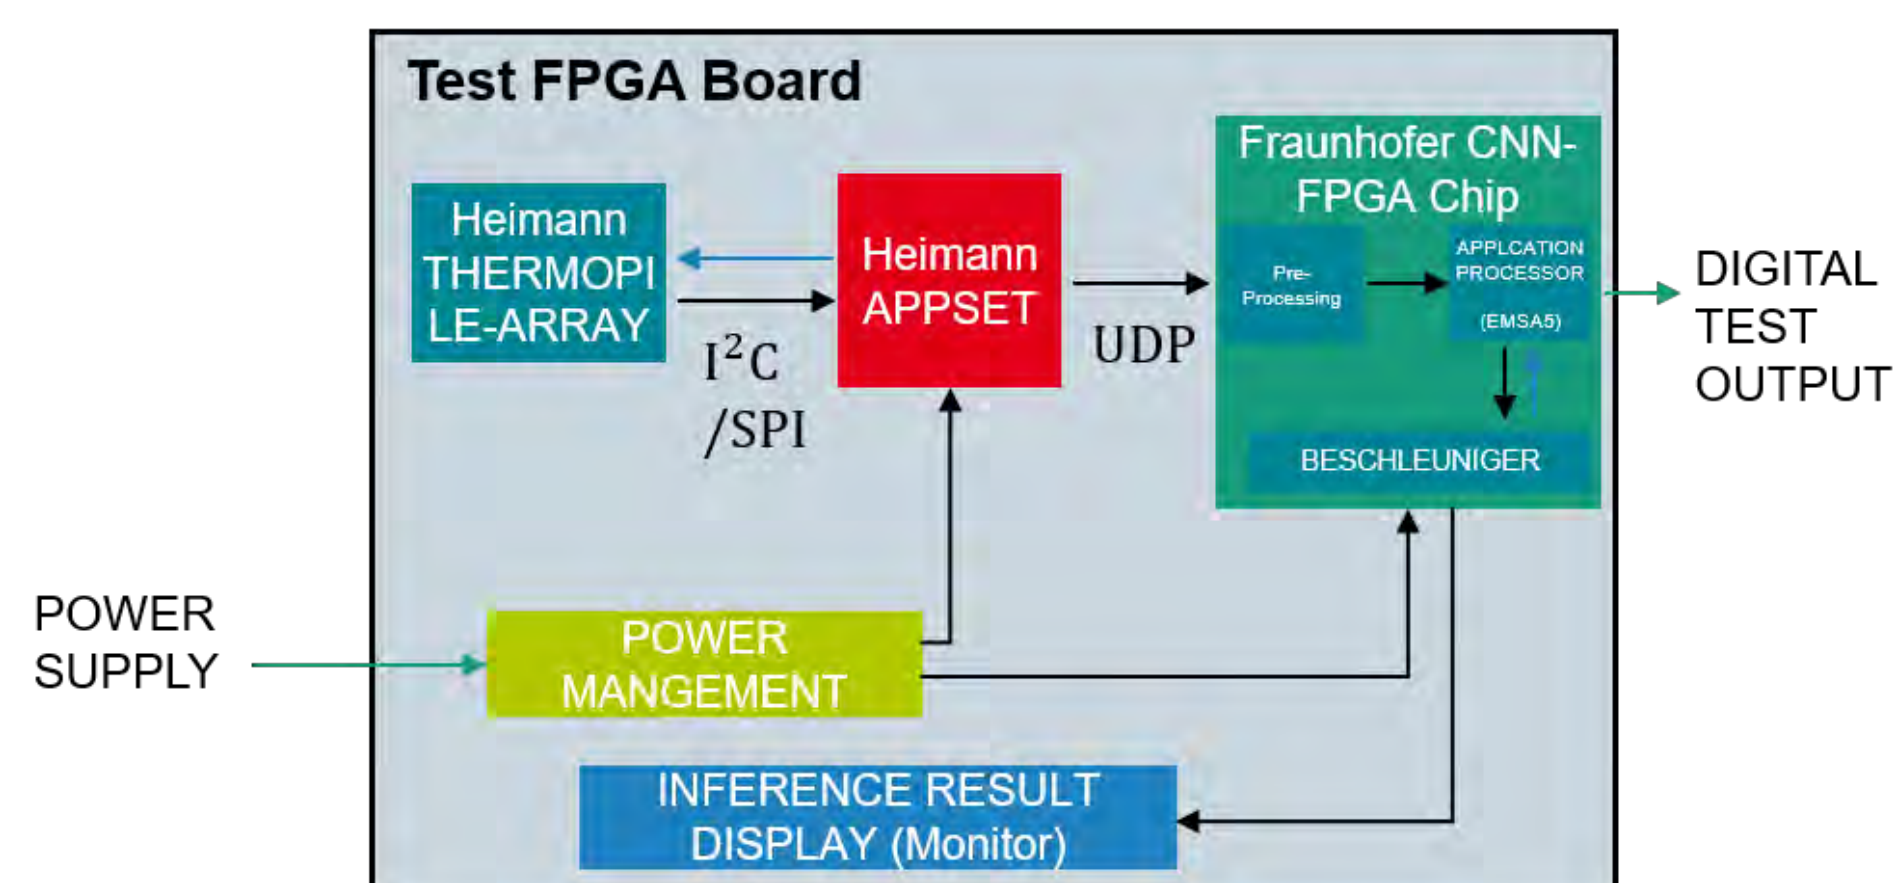 Test FPGA Board
Heimann
THERMOPI
LE-ARRAY
I²C
/SPI
Heimann
APPSET
UDP
Fraunhofer CNN-
FPGA Chip
Pre-
Processing
APPLCATION
PROCESSOR
(EMSA5)
BESCHLEUNIGER
DIGITAL
TEST
OUTPUT
POWER
SUPPLY
POWER
MANGEMENT
INFERENCE RESULT
DISPLAY (Monitor)